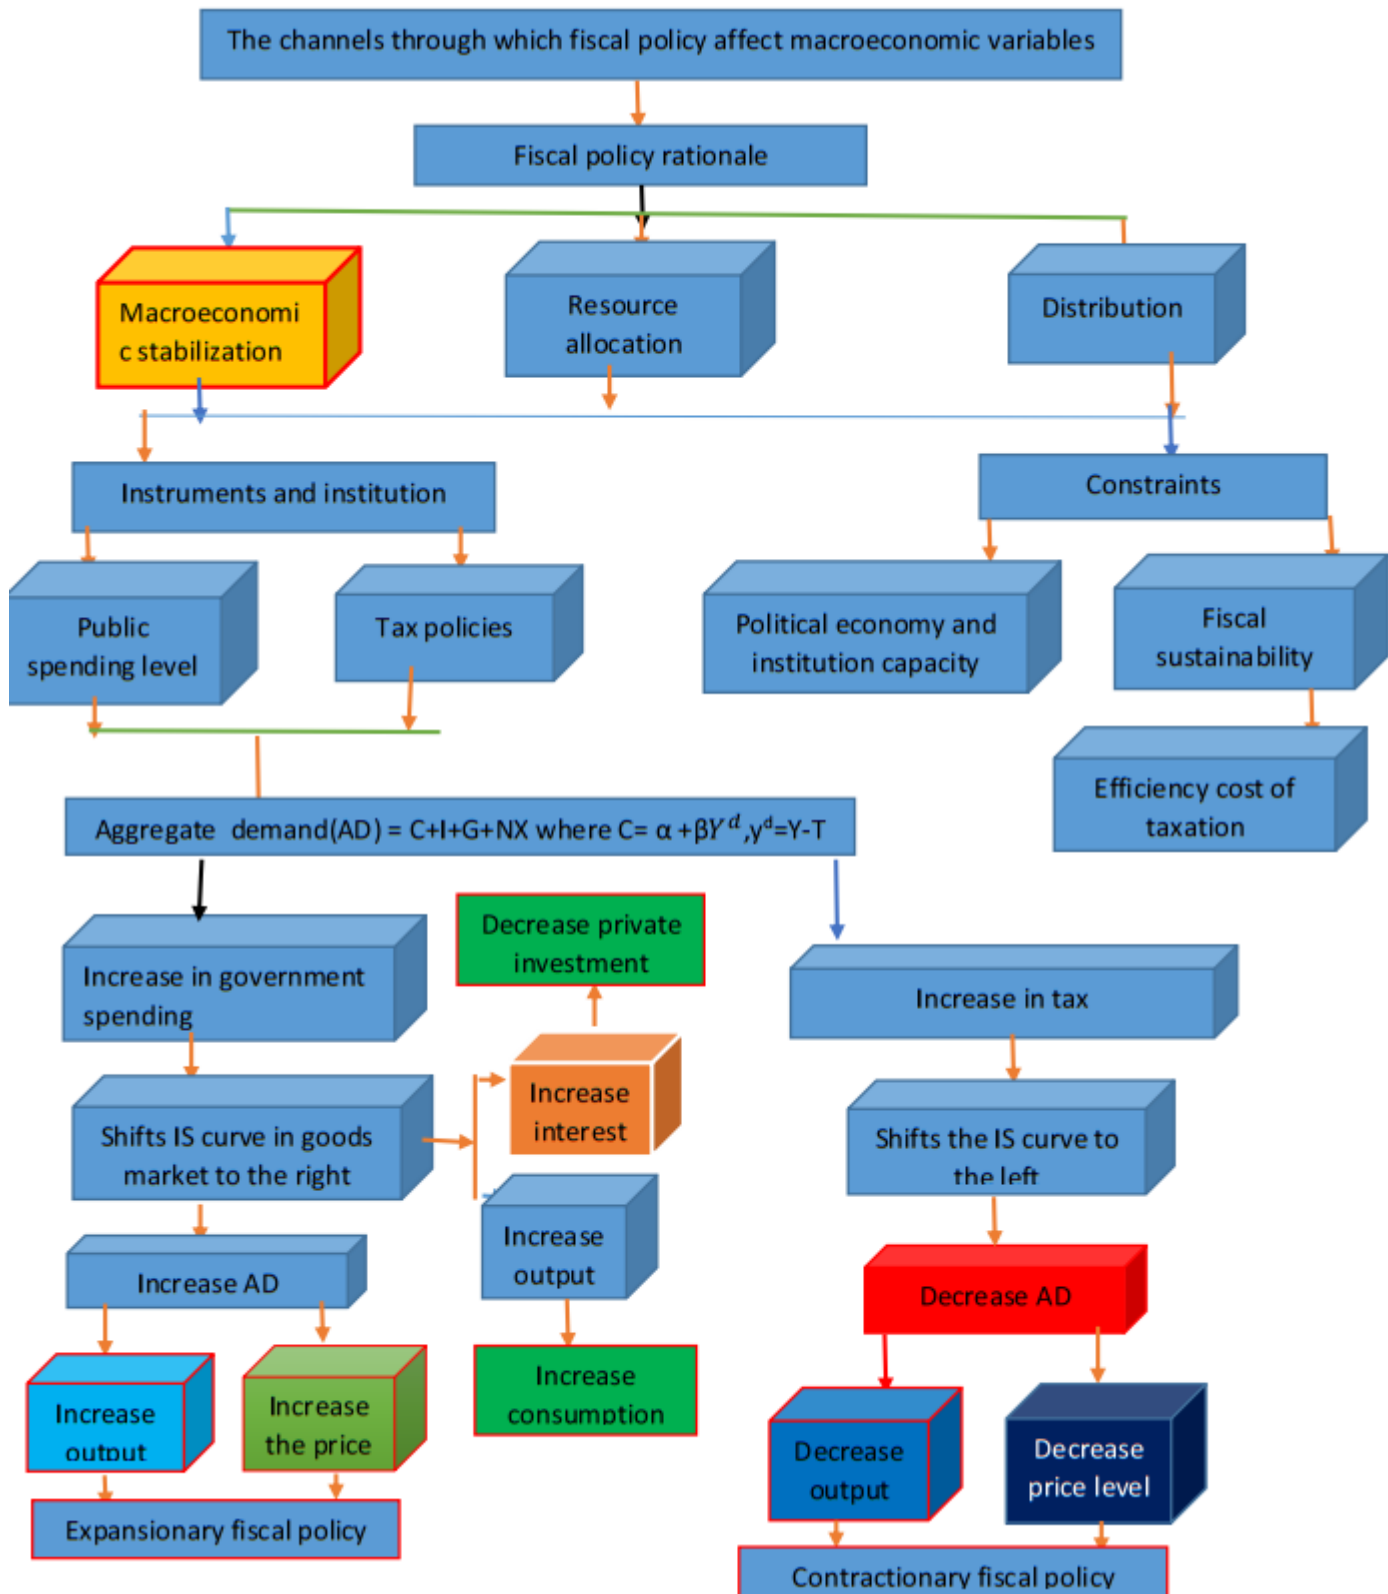 The channels through which fiscal policy affect macroeconomic variables
Fiscal policy rationale
Macroeconomi
c stabilization
Resource
allocation
Distribution
Instruments and institution
Constraints
Public
spending level
Tax policies
Political economy and
institution capacity
Fiscal
sustainability
Efficiency cost of
taxation
Aggregate demand(AD) = C+I+G+NX where C= α +βY^d,y^d=Y-T
Decrease private
investment
Increase in government
spending
Increase in tax
Increase
interest
Shifts IS curve in goods
market to the right
Shifts the IS curve to
the left
Increase
output
Increase AD
Decrease AD
Increase
consumption
Increase
output
Increase
the price
Decrease
output
Decrease
price level
Expansionary fiscal policy
Contractionary fiscal policy